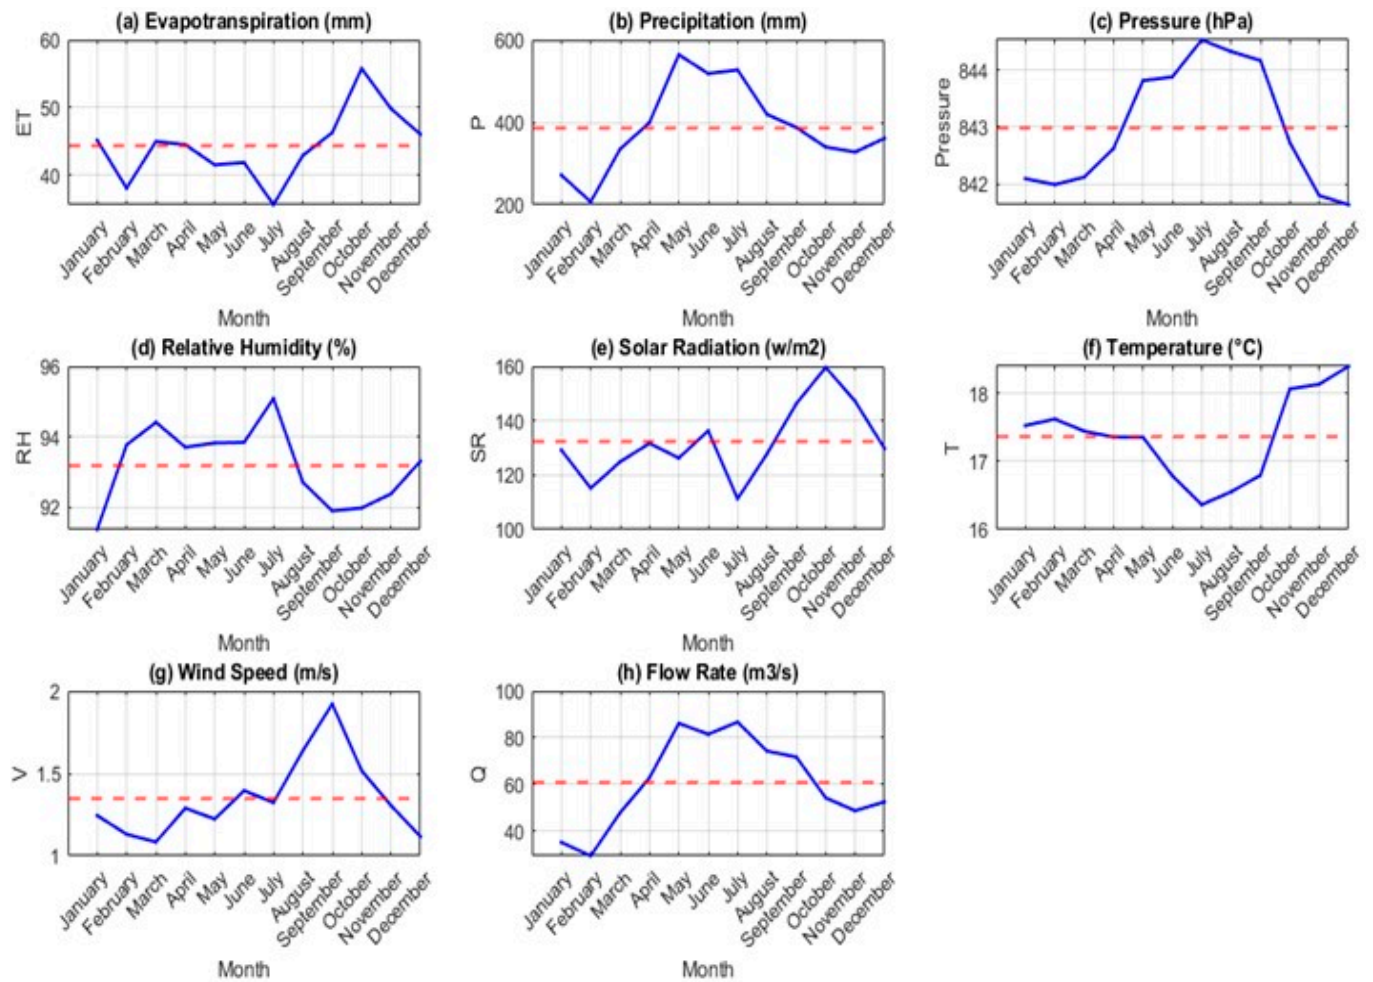 (a) Evapotranspiration (mm)
60
50
40
ET
January
February
March
April
May
June
July
August
September
October
November
December
Month
(b) Precipitation (mm)
600
400
200
P
January
February
March
April
May
June
July
August
September
October
November
December
Month
(c) Pressure (hPa)
844
843
842
Pressure
January
February
March
April
May
June
July
August
September
October
November
December
Month
(d) Relative Humidity (%)
96
94
92
RH
January
February
March
April
May
June
July
August
September
October
November
December
Month
(e) Solar Radiation (w/m2)
160
140
120
100
SR
January
February
March
April
May
June
July
August
September
October
November
December
Month
(f) Temperature (°C)
18
17
16
T
January
February
March
April
May
June
July
August
September
October
November
December
(g) Wind Speed (m/s)
2
1.5
1
V
January
February
March
April
May
June
July
August
September
October
November
December
Month
(h) Flow Rate (m3/s)
100
80
60
40
Q
January
February
March
April
May
June
July
August
September
October
November
December
Month